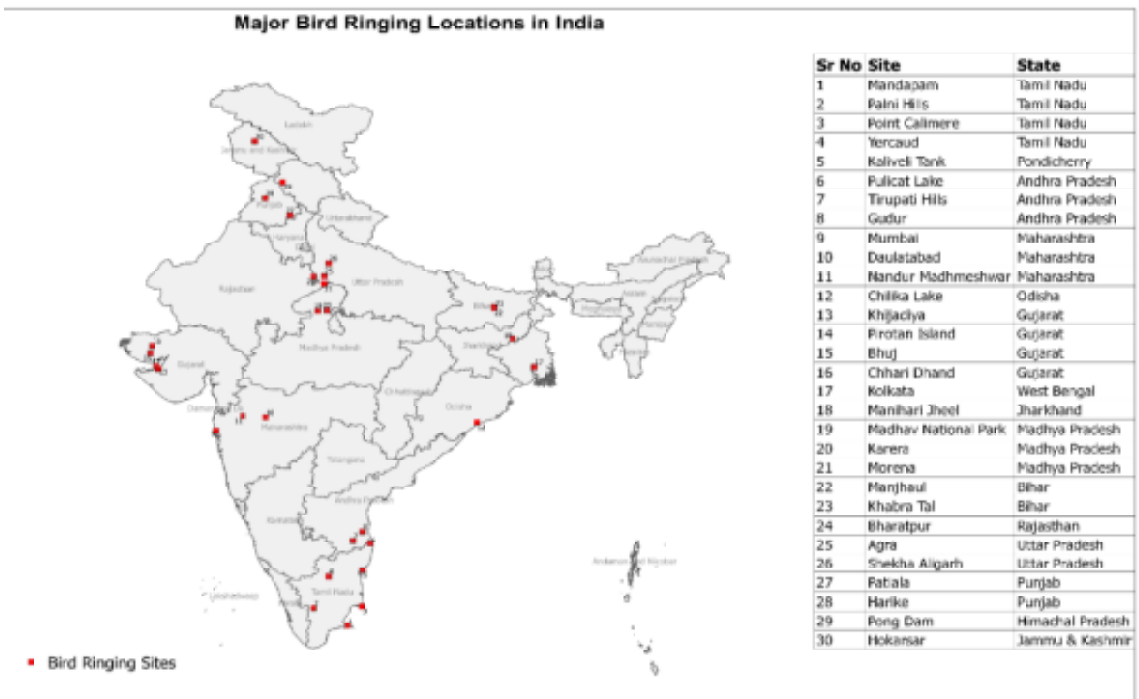 Major Bird Ringing Locations in India
Sr No Site State
1 Mandapam Tamil Nadu
2 Palni Hills Tamil Nadu
3 Point Calimere Tamil Nadu
4 Yercaud Tamil Nadu
5 Kaliveli Tank Pondicherry
6 Pulicat Lake Andhra Pradesh
7 Tirupati Hills Andhra Pradesh
8 Gudur Andhra Pradesh
9 Mumbai Maharashtra
10 Daulatabad Maharashtra
11 Nandur Madhmeshwar Maharashtra
12 Chilika Lake Odisha
13 Khijadiya Gujarat
14 Pirotan Island Gujarat
15 Bhuj Gujarat
16 Chhari Dhand Gujarat
17 Kolkata West Bengal
18 Manihari Jheel Jharkhand
19 Madhav National Park Madhya Pradesh
20 Karera Madhya Pradesh
21 Morena Madhya Pradesh
22 Manjhaul Bihar
23 Khabra Tal Bihar
24 Bharatpur Rajasthan
25 Agra Uttar Pradesh
26 Shekha Aligarh Uttar Pradesh
27 Patiala Punjab
28 Harike Punjab
29 Pong Dam Himachal Pradesh
30 Hokarsar Jammu & Kashmir
Ladakh
Jammu and Kashmir
Punjab
Uttarakhand
Haryana
Arunachal Pradesh
Rajasthan
Uttar Pradesh
Bihar
Assam
Jharkhand
Madhya Pradesh
Gujarat
Chhattisgarh
Odisha
Maharashtra
Telangana
Andhra Pradesh
Karnataka
Andaman and Nicobar
Tamil Nadu
Lakshadweep
Bird Ringing Sites